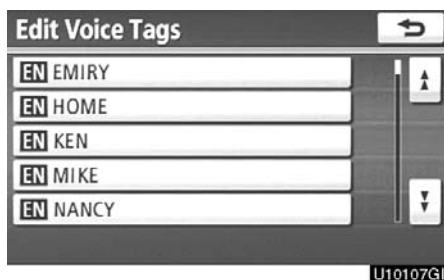 Edit Voice Tags
EN EMIRY
EN HOME
EN KEN
EN MIKE
EN NANCY
U10107G